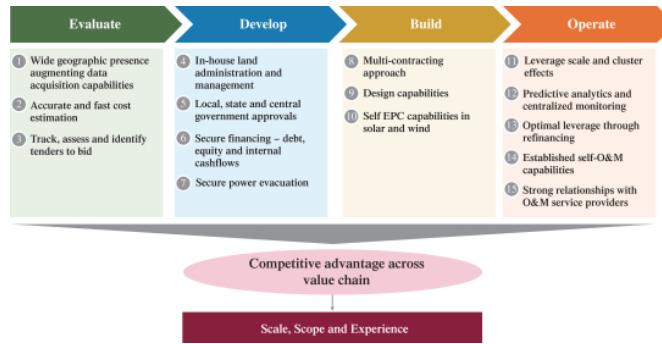 Evaluate
Develop
Build
Operate
1 Wide geographic presence
augmenting data
acquisition capabilities
2 Accurate and fast cost
estimation
3 Track, assess and identify
tenders to bid
4 In-house land
administration and
management
5 Local, state and central
government approvals
6 Secure financing – debt,
equity and internal
cashflows
7 Secure power evacuation
8 Multi-contracting
approach
9 Design capabilities
10 Self EPC capabilities in
solar and wind
11 Leverage scale and cluster
effects
12 Predictive analytics and
centralized monitoring
13 Optimal leverage through
refinancing
14 Established self-O&M
capabilities
15 Strong relationships with
O&M service providers
Competitive advantage across
value chain
Scale, Scope and Experience